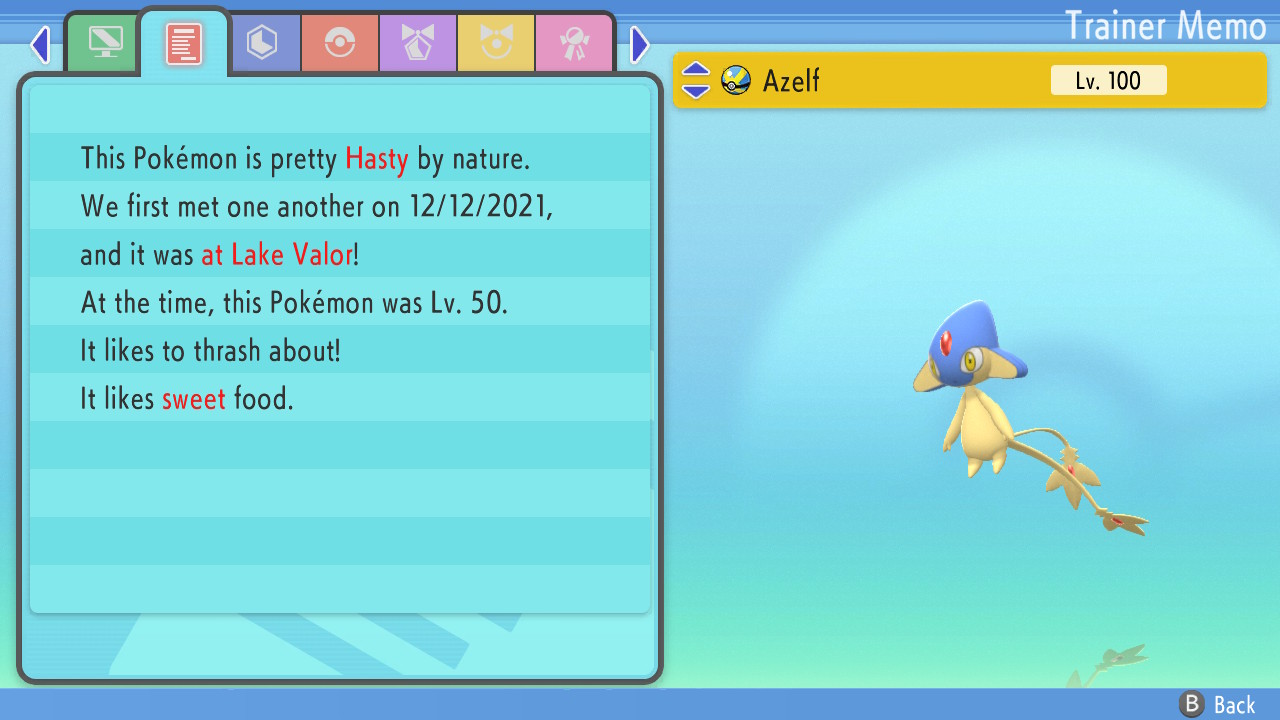 Trainer Memo
Azelf
Lv. 100
This Pokémon is pretty Hasty by nature.
We first met one another on 12/12/2021,
and it was at Lake Valor!
At the time, this Pokémon was Lv. 50.
It likes to thrash about!
It likes sweet food.
B Back